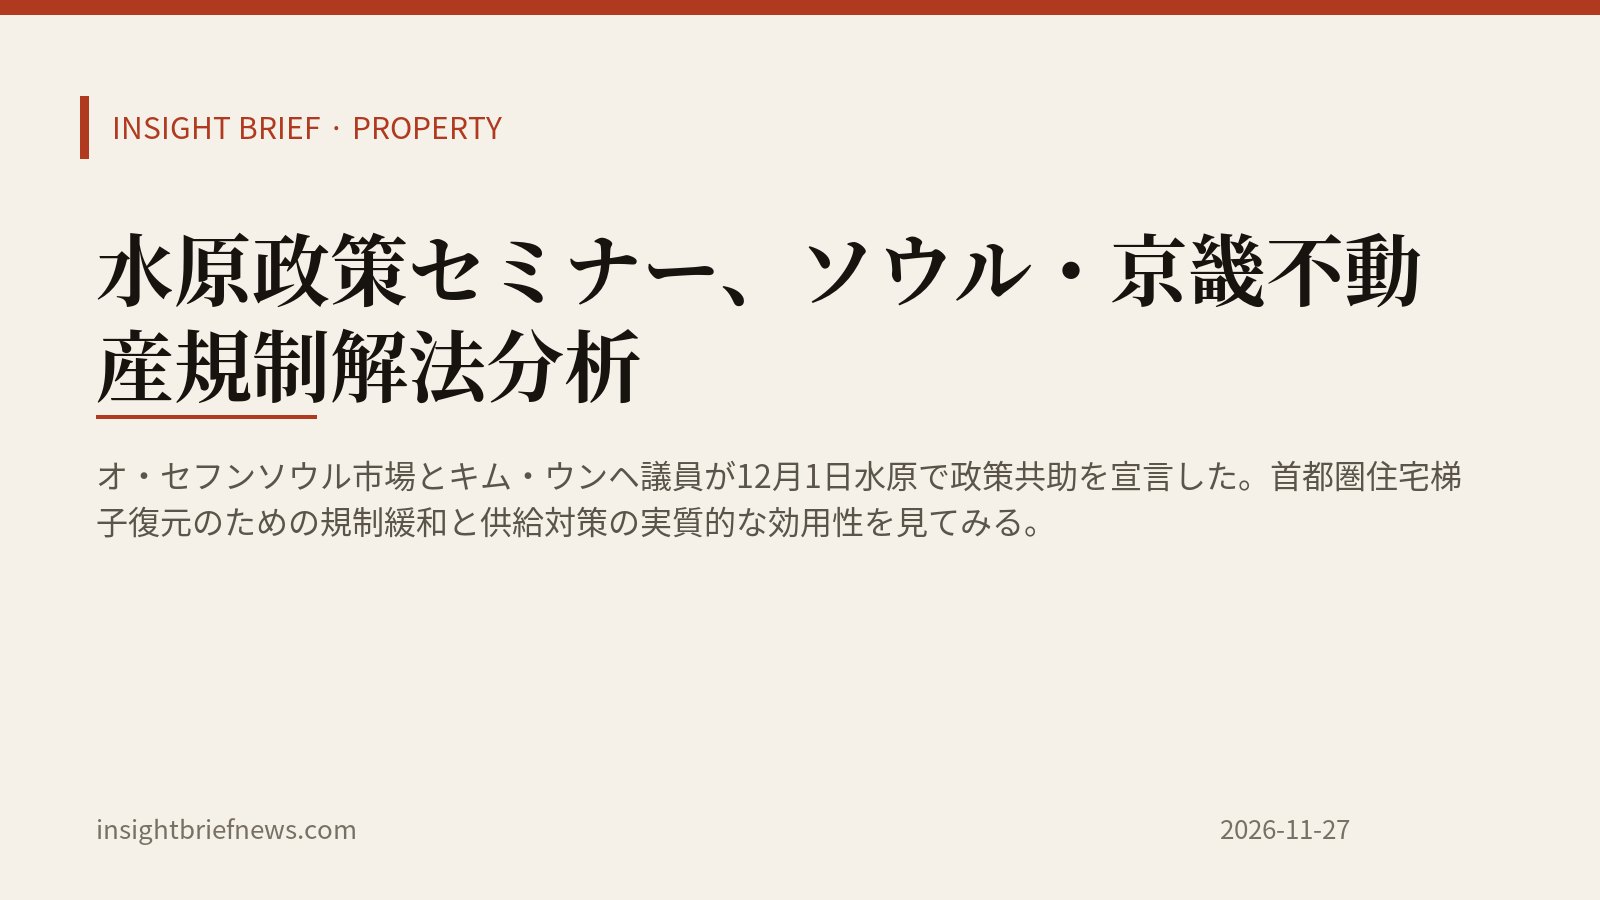 INSIGHT BRIEF · PROPERTY
水原政策セミナー、ソウル・京畿不動
産規制解法分析
オ・セフンソウル市場とキム・ウンヘ議員が12月1日水原で政策共助を宣言した。首都圏住宅梯
子復元のための規制緩和と供給対策の実質的な効用性を見てみる。
insightbriefnews.com
2026-11-27